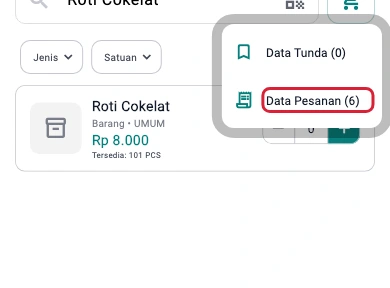 Roti Cokelat
Data Tunda (0)
Jenis
Satuan
Data Pesanan (6)
Roti Cokelat
Barang • UMUM
0
Rp 8.000
Tersedia: 101 PCS